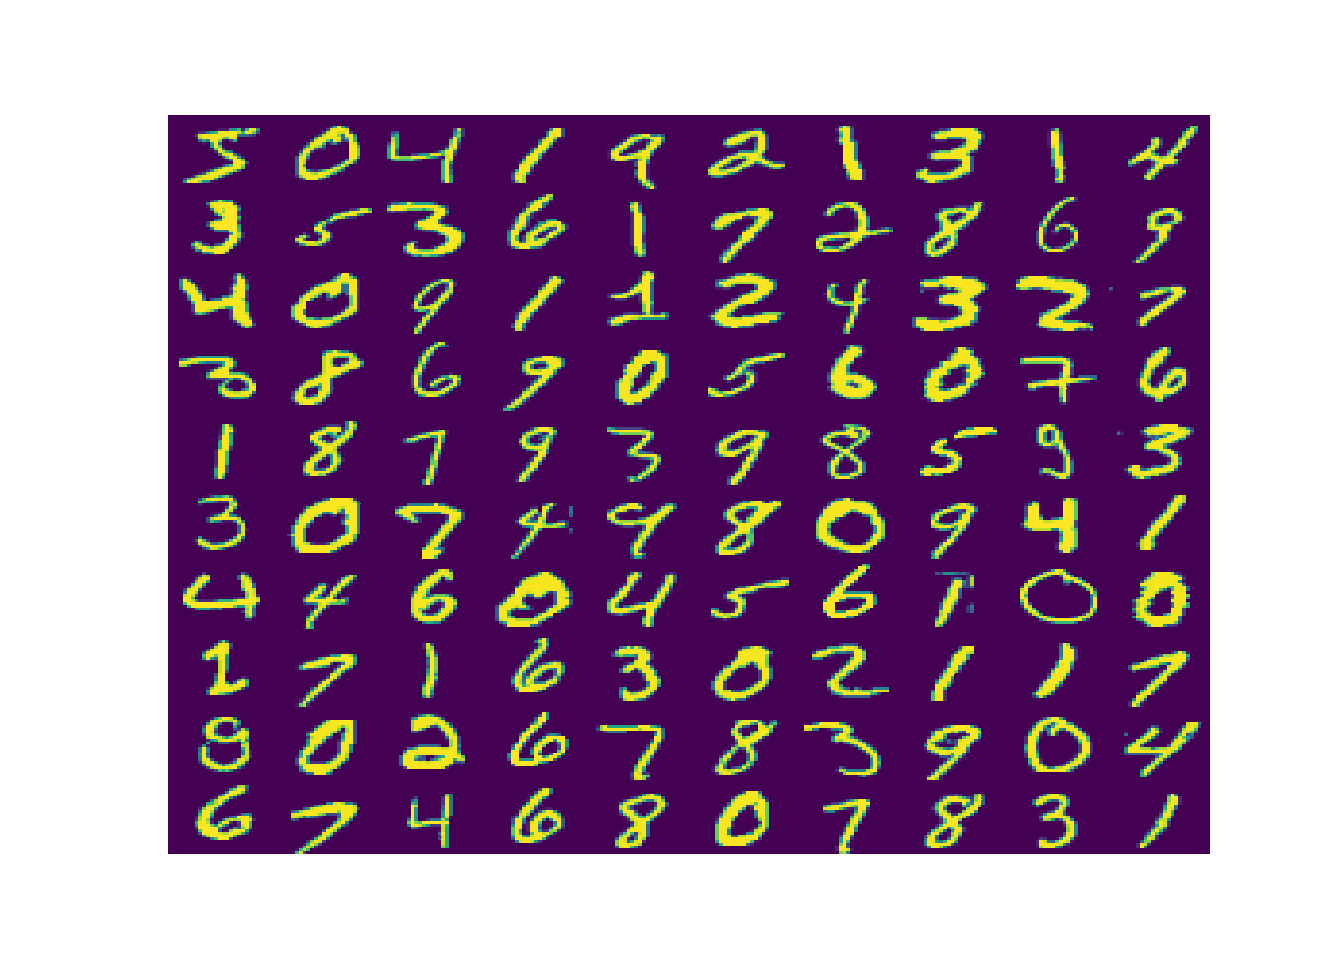 5 0 4 1 9 2 1 3 1 4
3 5 3 6 1 7 2 8 6 9
4 0 9 1 1 2 4 3 2 7
3 8 6 9 0 5 6 0 7 6
1 8 7 9 3 9 8 5 9 3
3 0 7 4 9 8 0 9 4 1
4 4 6 0 4 5 6 7 0 0
1 7 1 6 3 0 2 1 1 7
8 0 2 6 7 8 3 9 0 4
6 7 4 6 8 0 7 8 3 1